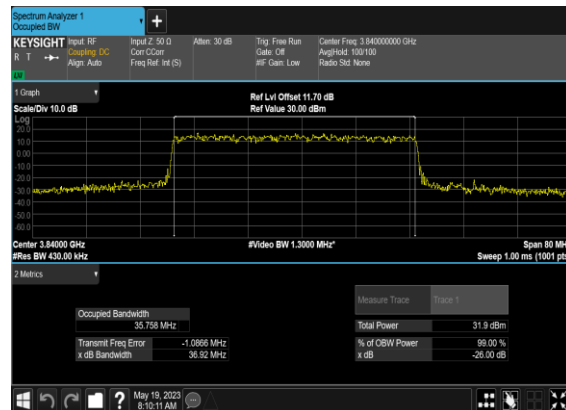 Spectrum Analyzer 1
Occupied BW
+
KEYSIGHT
R T
LXI
Input: RF
Coupling: DC
Align: Auto
Input Z: 50 Ω
Corr CCorr
Freq Ref: Int (S)
Atten: 30 dB
Trig: Free Run
Gate: Off
#IF Gain: Low
Center Freq: 3.840000000 GHz
Avg|Hold: 100/100
Radio Std: None
1 Graph
Scale/Div 10.0 dB
Ref Lvl Offset 11.70 dB
Ref Value 30.00 dBm
Log
20.0
10.0
0.00
-10.0
-20.0
-30.0
-40.0
-50.0
-60.0
Center 3.84000 GHz
#Res BW 430.00 kHz
#Video BW 1.3000 MHz*
Span 80 MH
Sweep 1.00 ms (1001 pts
2 Metrics
Occupied Bandwidth
35.758 MHz
Transmit Freq Error -1.0866 MHz
x dB Bandwidth 36.92 MHz
Measure Trace Trace 1
Total Power 31.9 dBm
% of OBW Power 99.00 %
x dB -26.00 dB
?
May 19, 2023
8:10:11 AM